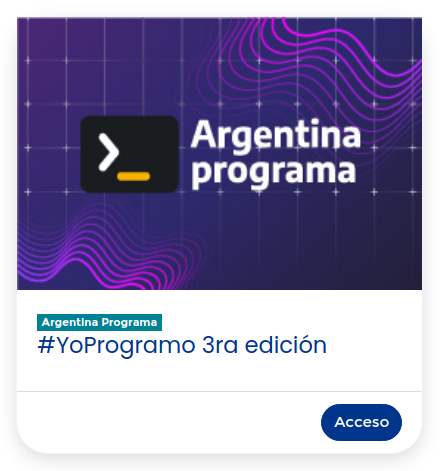 Argentina
programa
Argentina Programa
#YoProgramo 3ra edición
Acceso